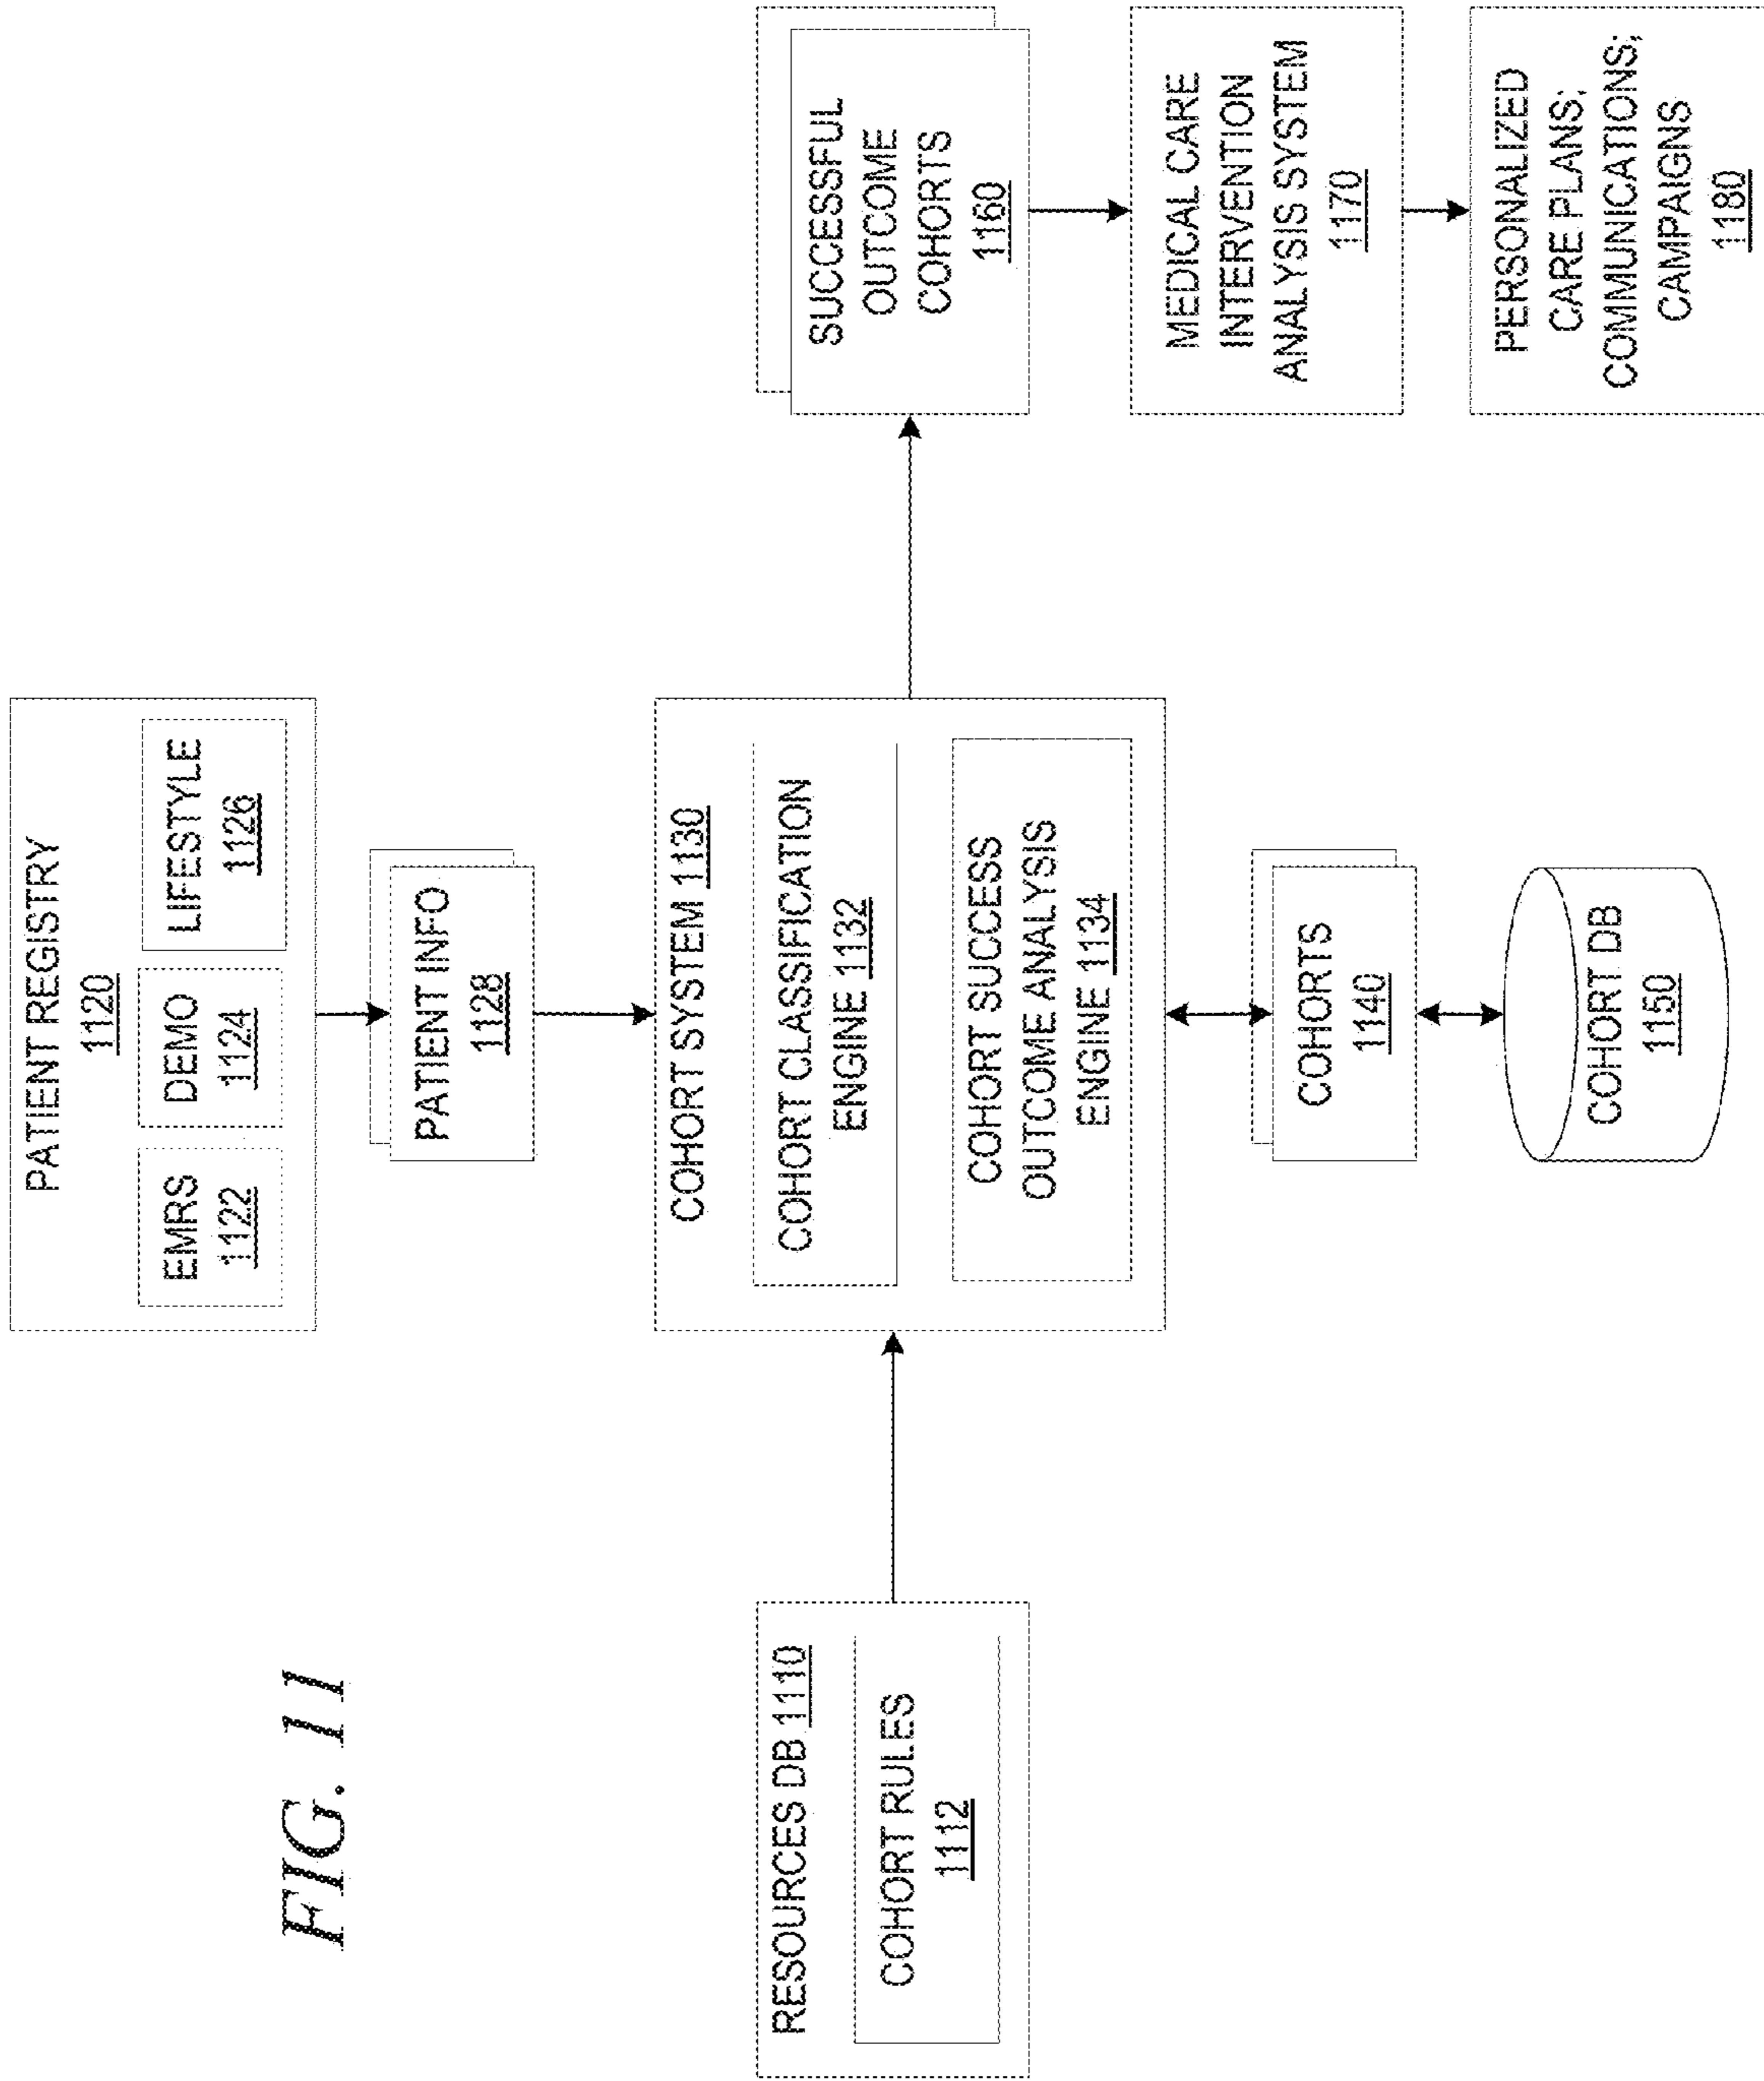 FIG. 11
PATIENT REGISTRY
1120
EMRS
1122
DEMO
1124
LIFESTYLE
1126
PATIENT INFO
1128
RESOURCES DB 1110
COHORT RULES
1112
COHORT SYSTEM 1130
COHORT CLASSIFICATION
ENGINE 1132
COHORT SUCCESS
OUTCOME ANALYSIS
ENGINE 1134
COHORTS
1140
COHORT DB
1150
SUCCESSFUL
OUTCOME
COHORTS
1160
MEDICAL CARE
INTERVENTION
ANALYSIS SYSTEM
1170
PERSONALIZED
CARE PLANS;
COMMUNICATIONS;
CAMPAIGNS
1180